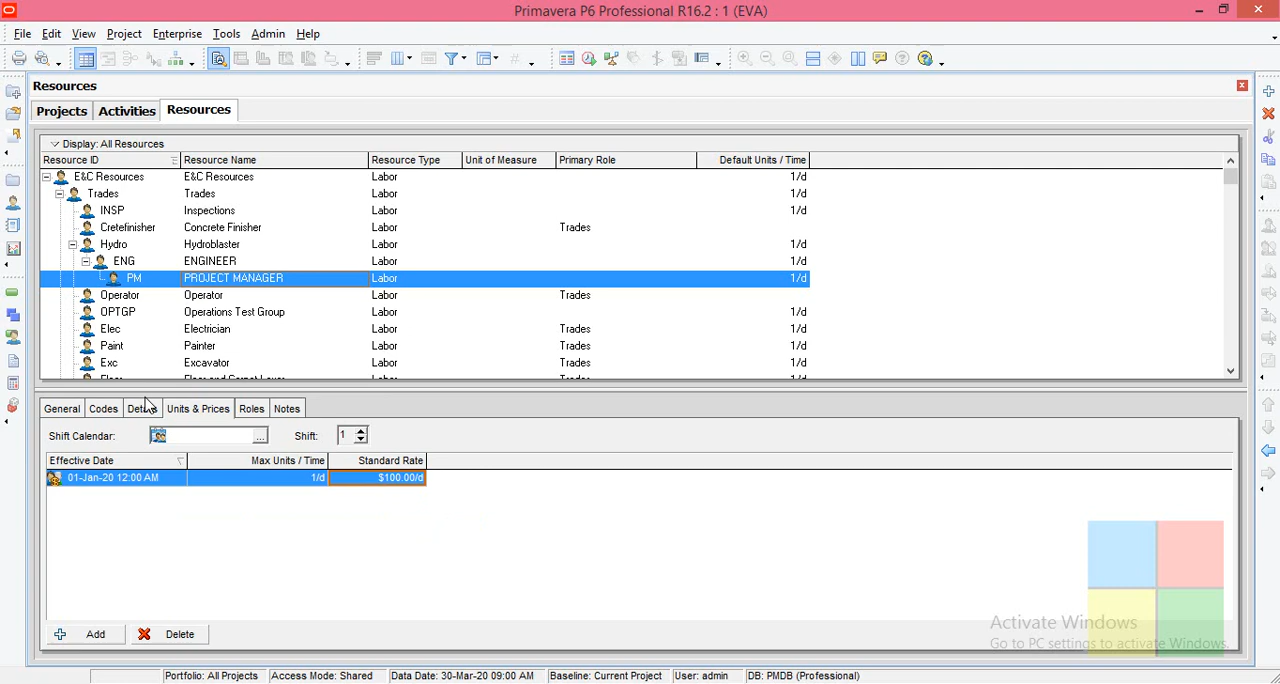 Primavera P6 Professional R16.2 : 1 (EVA)
File Edit View Project Enterprise Tools Admin Help
Resources
Projects Activities Resources
Display: All Resources
Resource ID Resource Name Resource Type Unit of Measure Primary Role Default Units / Time
E&C Resources E&C Resources Labor 1/d
Trades Trades Labor 1/d
INSP Inspections Labor 1/d
Cretefinisher Concrete Finisher Labor Trades
Hydro Hydroblaster Labor 1/d
ENG ENGINEER Labor 1/d
PM PROJECT MANAGER Labor 1/d
Operator Operator Labor Trades
OPTGP Operations Test Group Labor 1/d
Elec Electrician Labor Trades 1/d
Paint Painter Labor Trades 1/d
Exc Excavator Labor Trades 1/d
General Codes Details Units & Prices Roles Notes
Shift Calendar: ... Shift: 1
Effective Date Max Units / Time Standard Rate
01-Jan-20 12:00 AM 1/d $100.00/d
Add Delete
Activate Windows
Go to PC settings to activate Windows.
Portfolio: All Projects Access Mode: Shared Data Date: 30-Mar-20 09:00 AM Baseline: Current Project User: admin DB: PMDB (Professional)